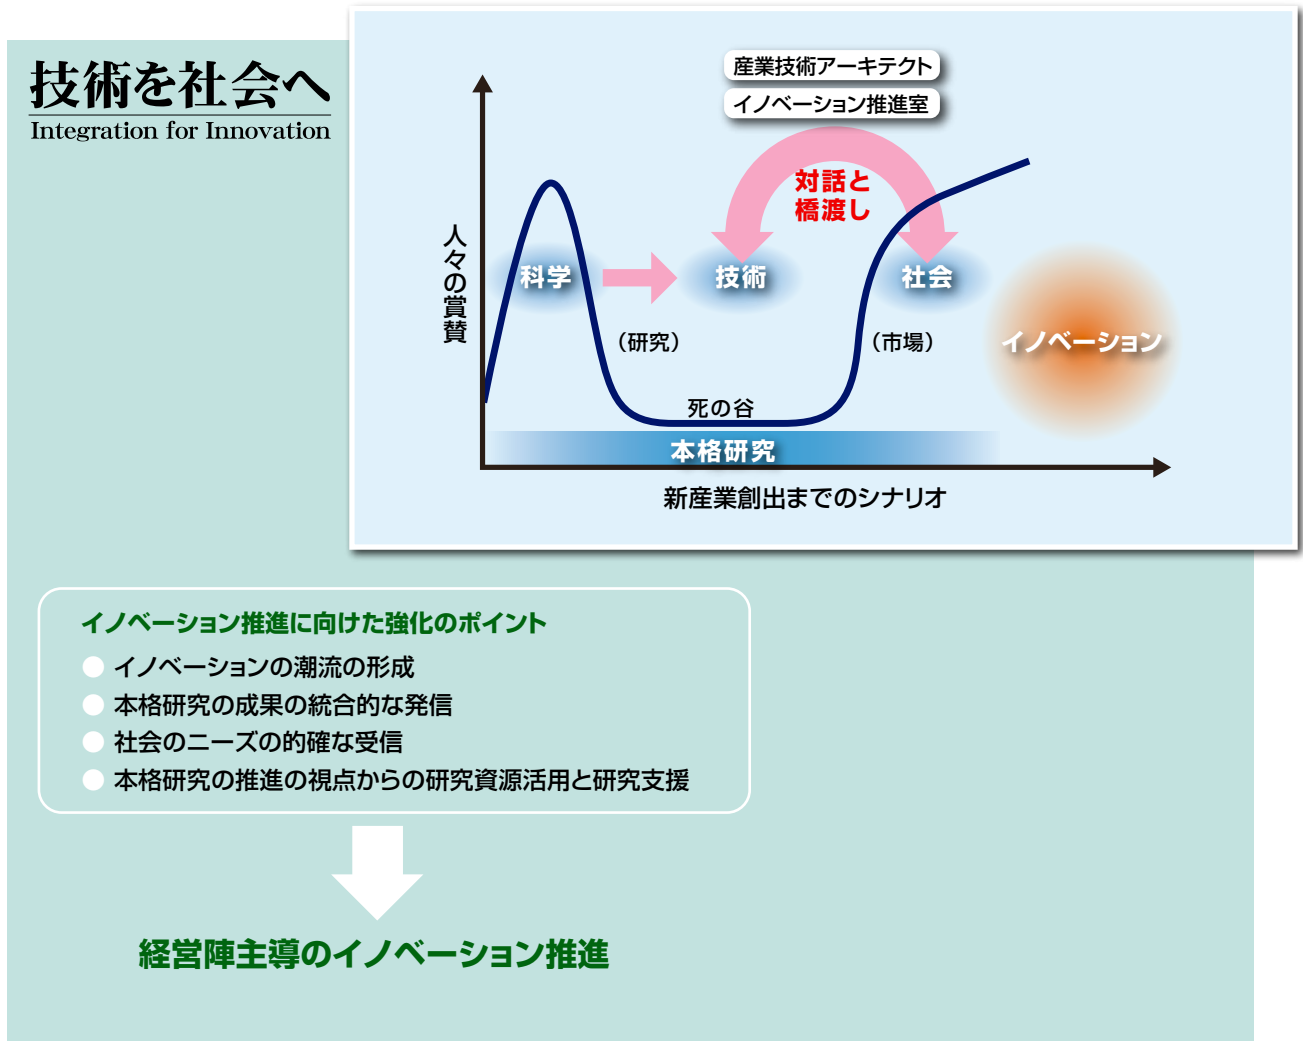 技術を社会へ
Integration for Innovation
産業技術アーキテクト
イノベーション推進室
対話と
橋渡し
人々の賞賛
科学
技術
社会
（研究）
（市場）
イノベーション
死の谷
本格研究
新産業創出までのシナリオ
イノベーション推進に向けた強化のポイント
● イノベーションの潮流の形成
● 本格研究の成果の統合的な発信
● 社会のニーズの的確な受信
● 本格研究の推進の視点からの研究資源活用と研究支援
経営陣主導のイノベーション推進